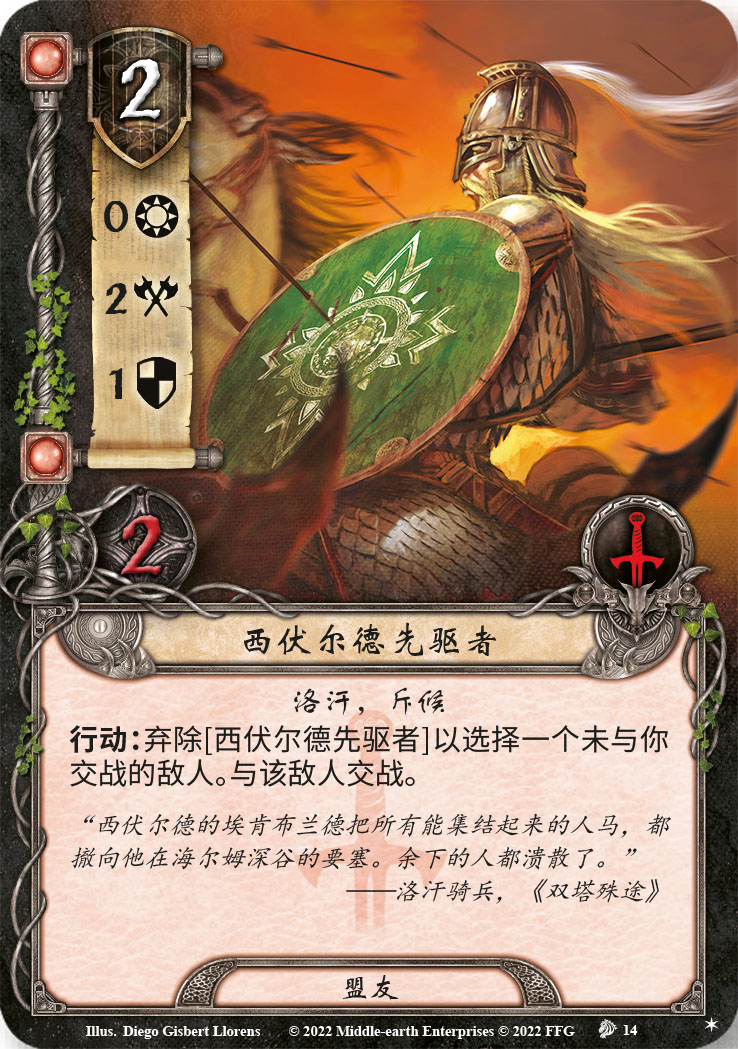 2
0
2
1
2
西伏尔德先驱者
洛汗，斥候
行动：弃除[西伏尔德先驱者]以选择一个未与你
交战的敌人。与该敌人交战。
“西伏尔德的埃肯布兰德把所有能集结起来的人马，都
撤向他在海尔姆深谷的要塞。余下的人都溃散了。”
——洛汗骑兵，《双塔殊途》
盟友
Illus. Diego Gisbert Llorens © 2022 Middle-earth Enterprises © 2022 FFG 14